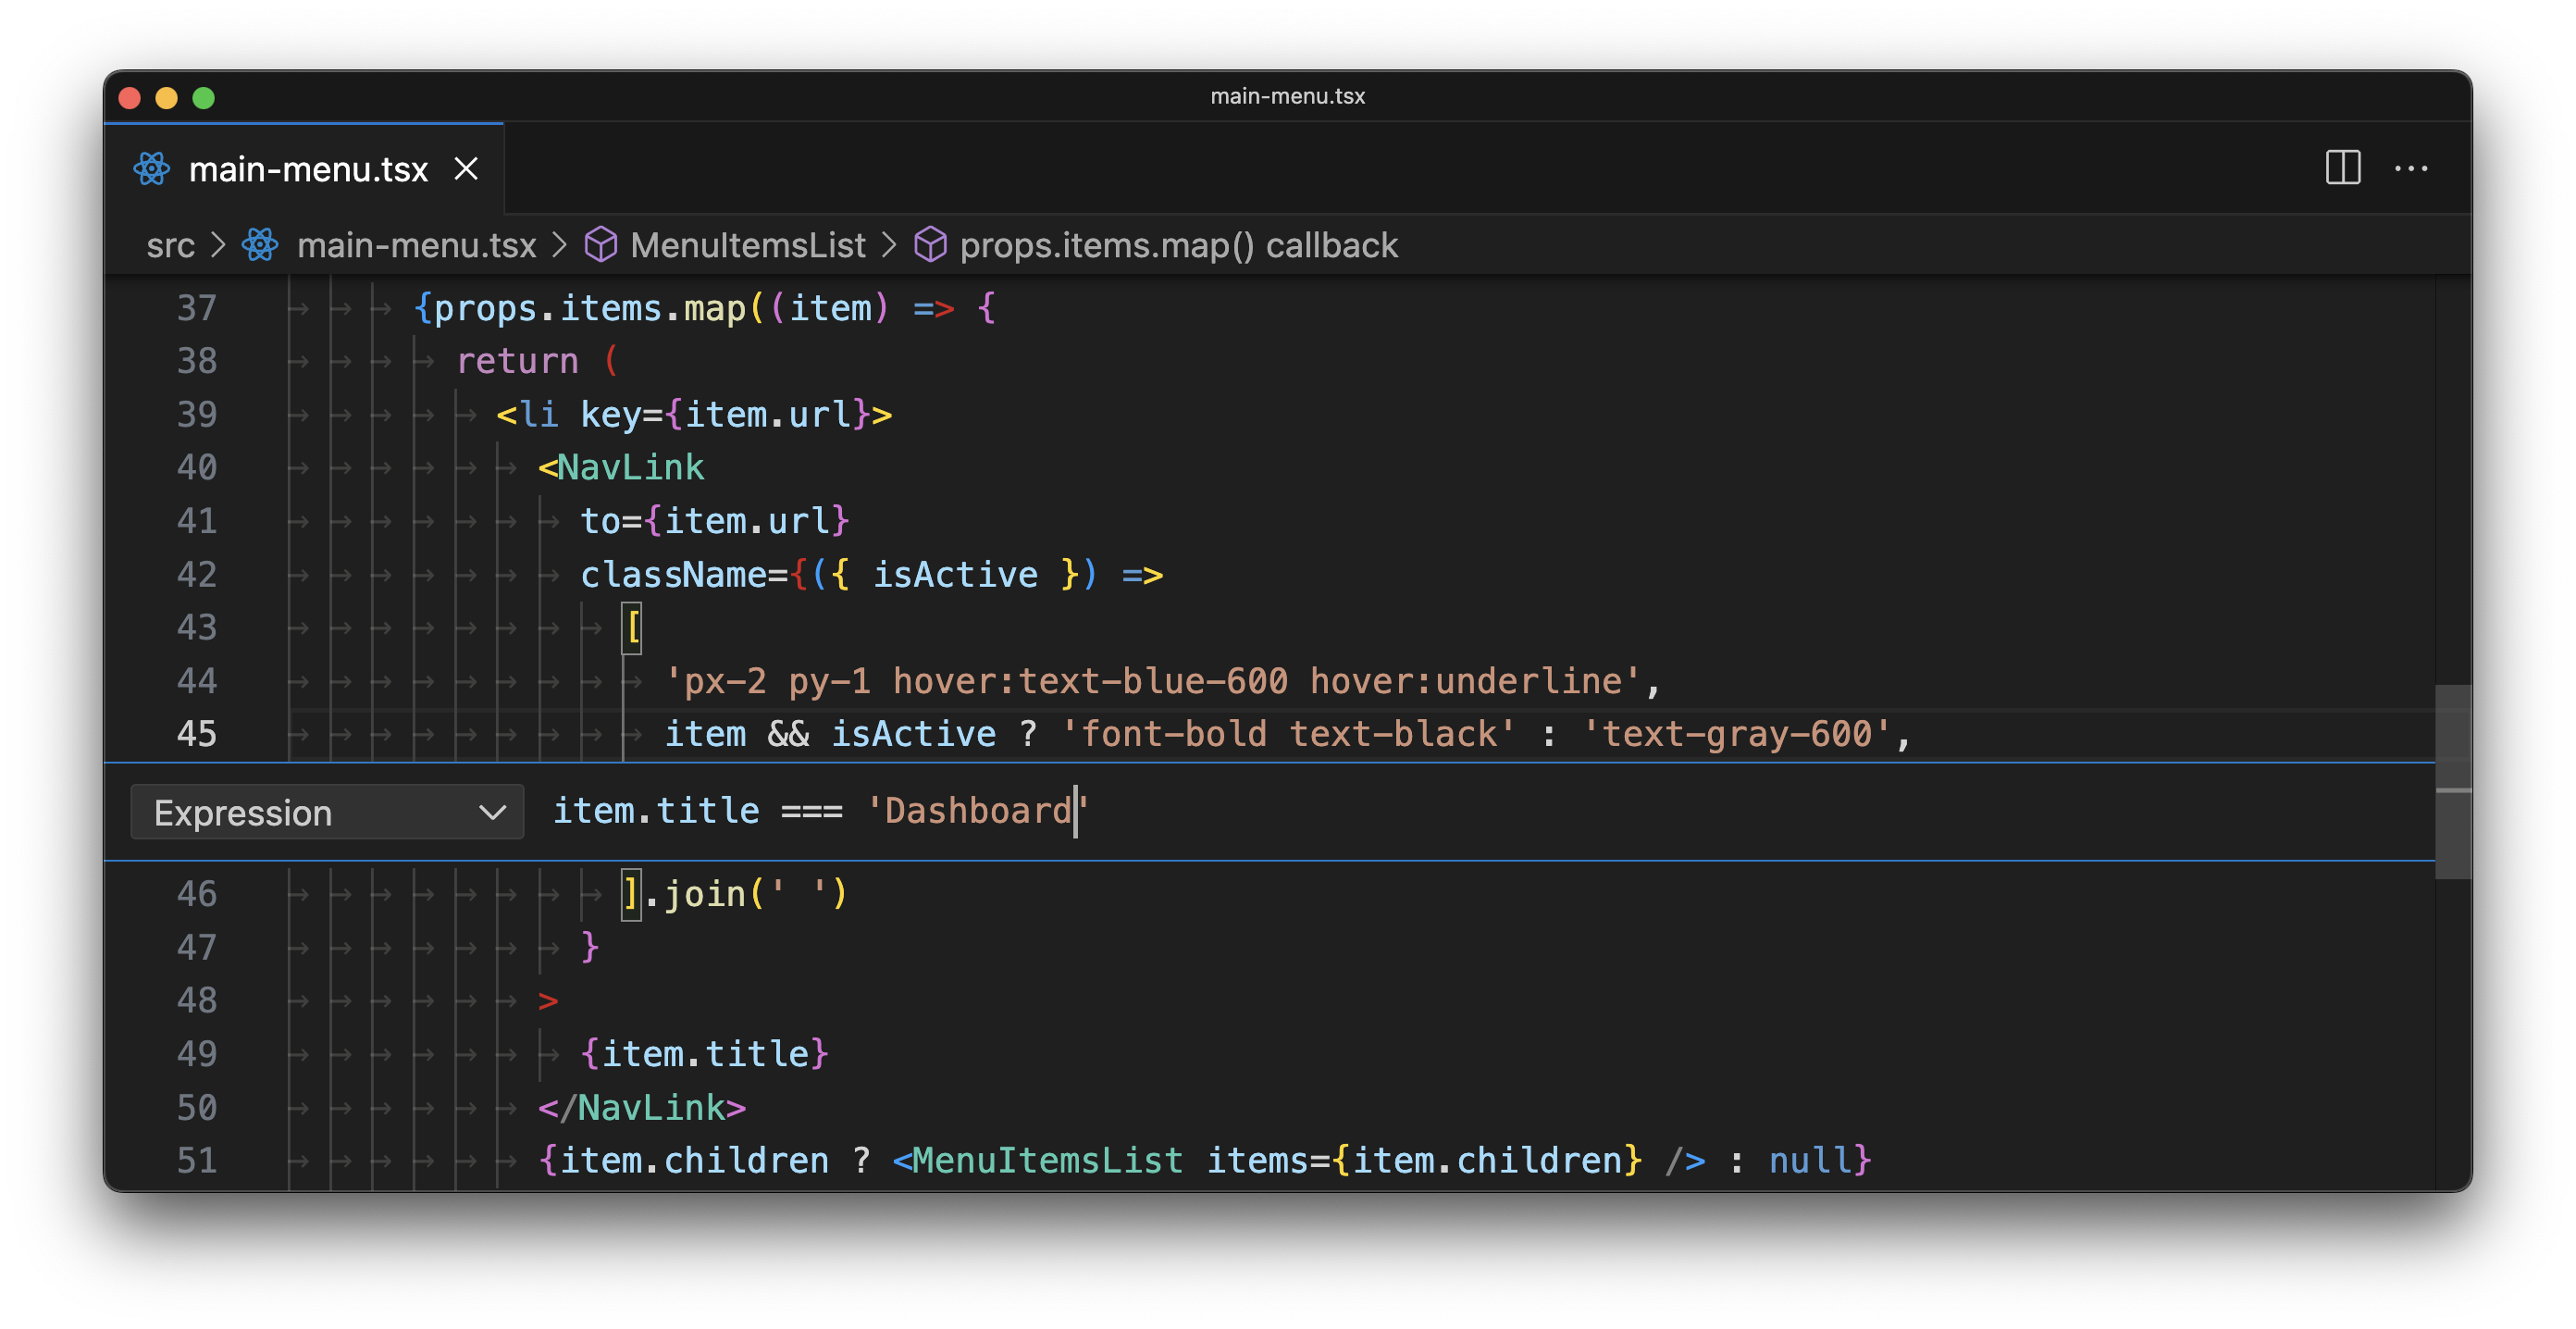 main-menu.tsx
main-menu.tsx
src > main-menu.tsx > MenuItemsList > props.items.map() callback
37 {props.items.map((item) => {
38 return (
39 <li key={item.url}>
40 <NavLink
41 to={item.url}
42 className={({ isActive }) =>
43 [
44 'px-2 py-1 hover:text-blue-600 hover:underline',
45 item && isActive ? 'font-bold text-black' : 'text-gray-600',
Expression item.title === 'Dashboard'
46 ].join(' ')
47 }
48 >
49 {item.title}
50 </NavLink>
51 {item.children ? <MenuItemsList items={item.children} /> : null}